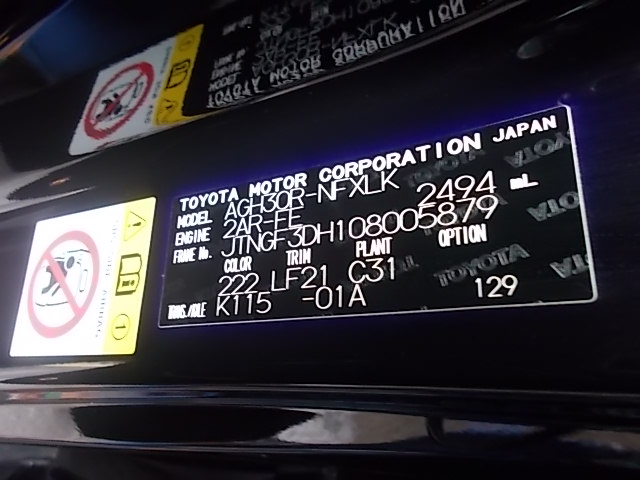 TOYOTA MOTOR CORPORATION JAPAN
MODEL AGH30R-NFXLK
ENGINE 2AR-FE 2494 mL
FRAME No. JTNGF3DH108005879
COLOR TRIM PLANT OPTION
222 LF21 C31
TRANS./AXLE K115 -01A 129